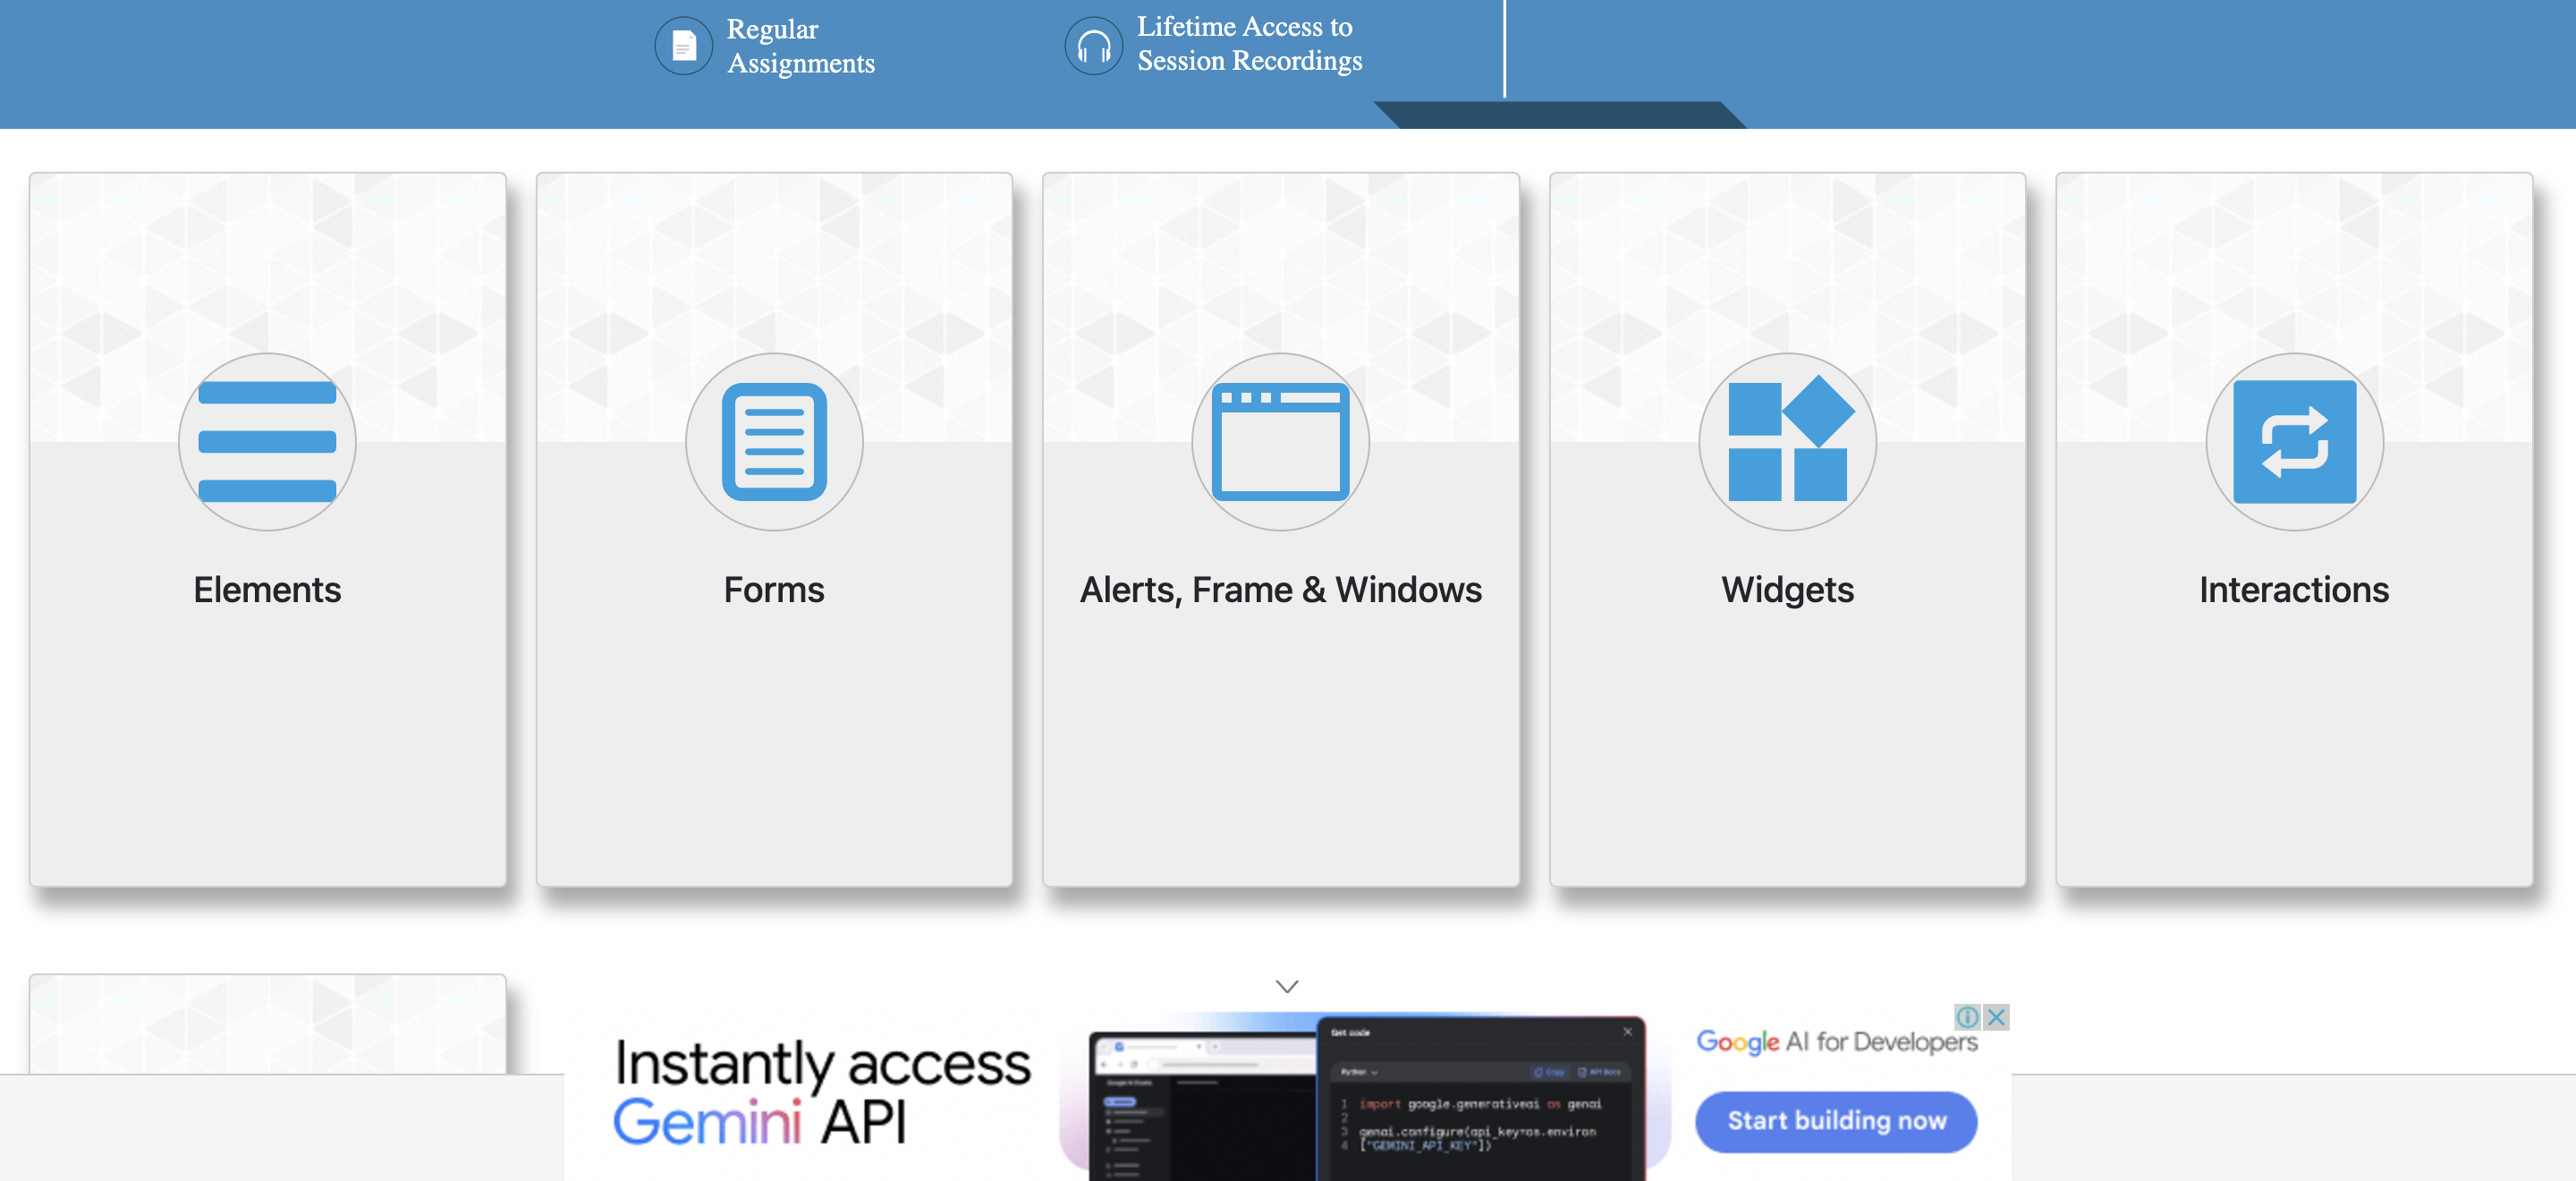 Regular
Assignments
Lifetime Access to
Session Recordings
Elements
Forms
Alerts, Frame & Windows
Widgets
Interactions
Instantly access
Gemini API
Get code
Python
Copy
API Docs
1 import google.generativeai as genai
2
3 genai.configure(api_key=os.environ
4 ["GEMINI_API_KEY"])
Google AI for Developers
Start building now